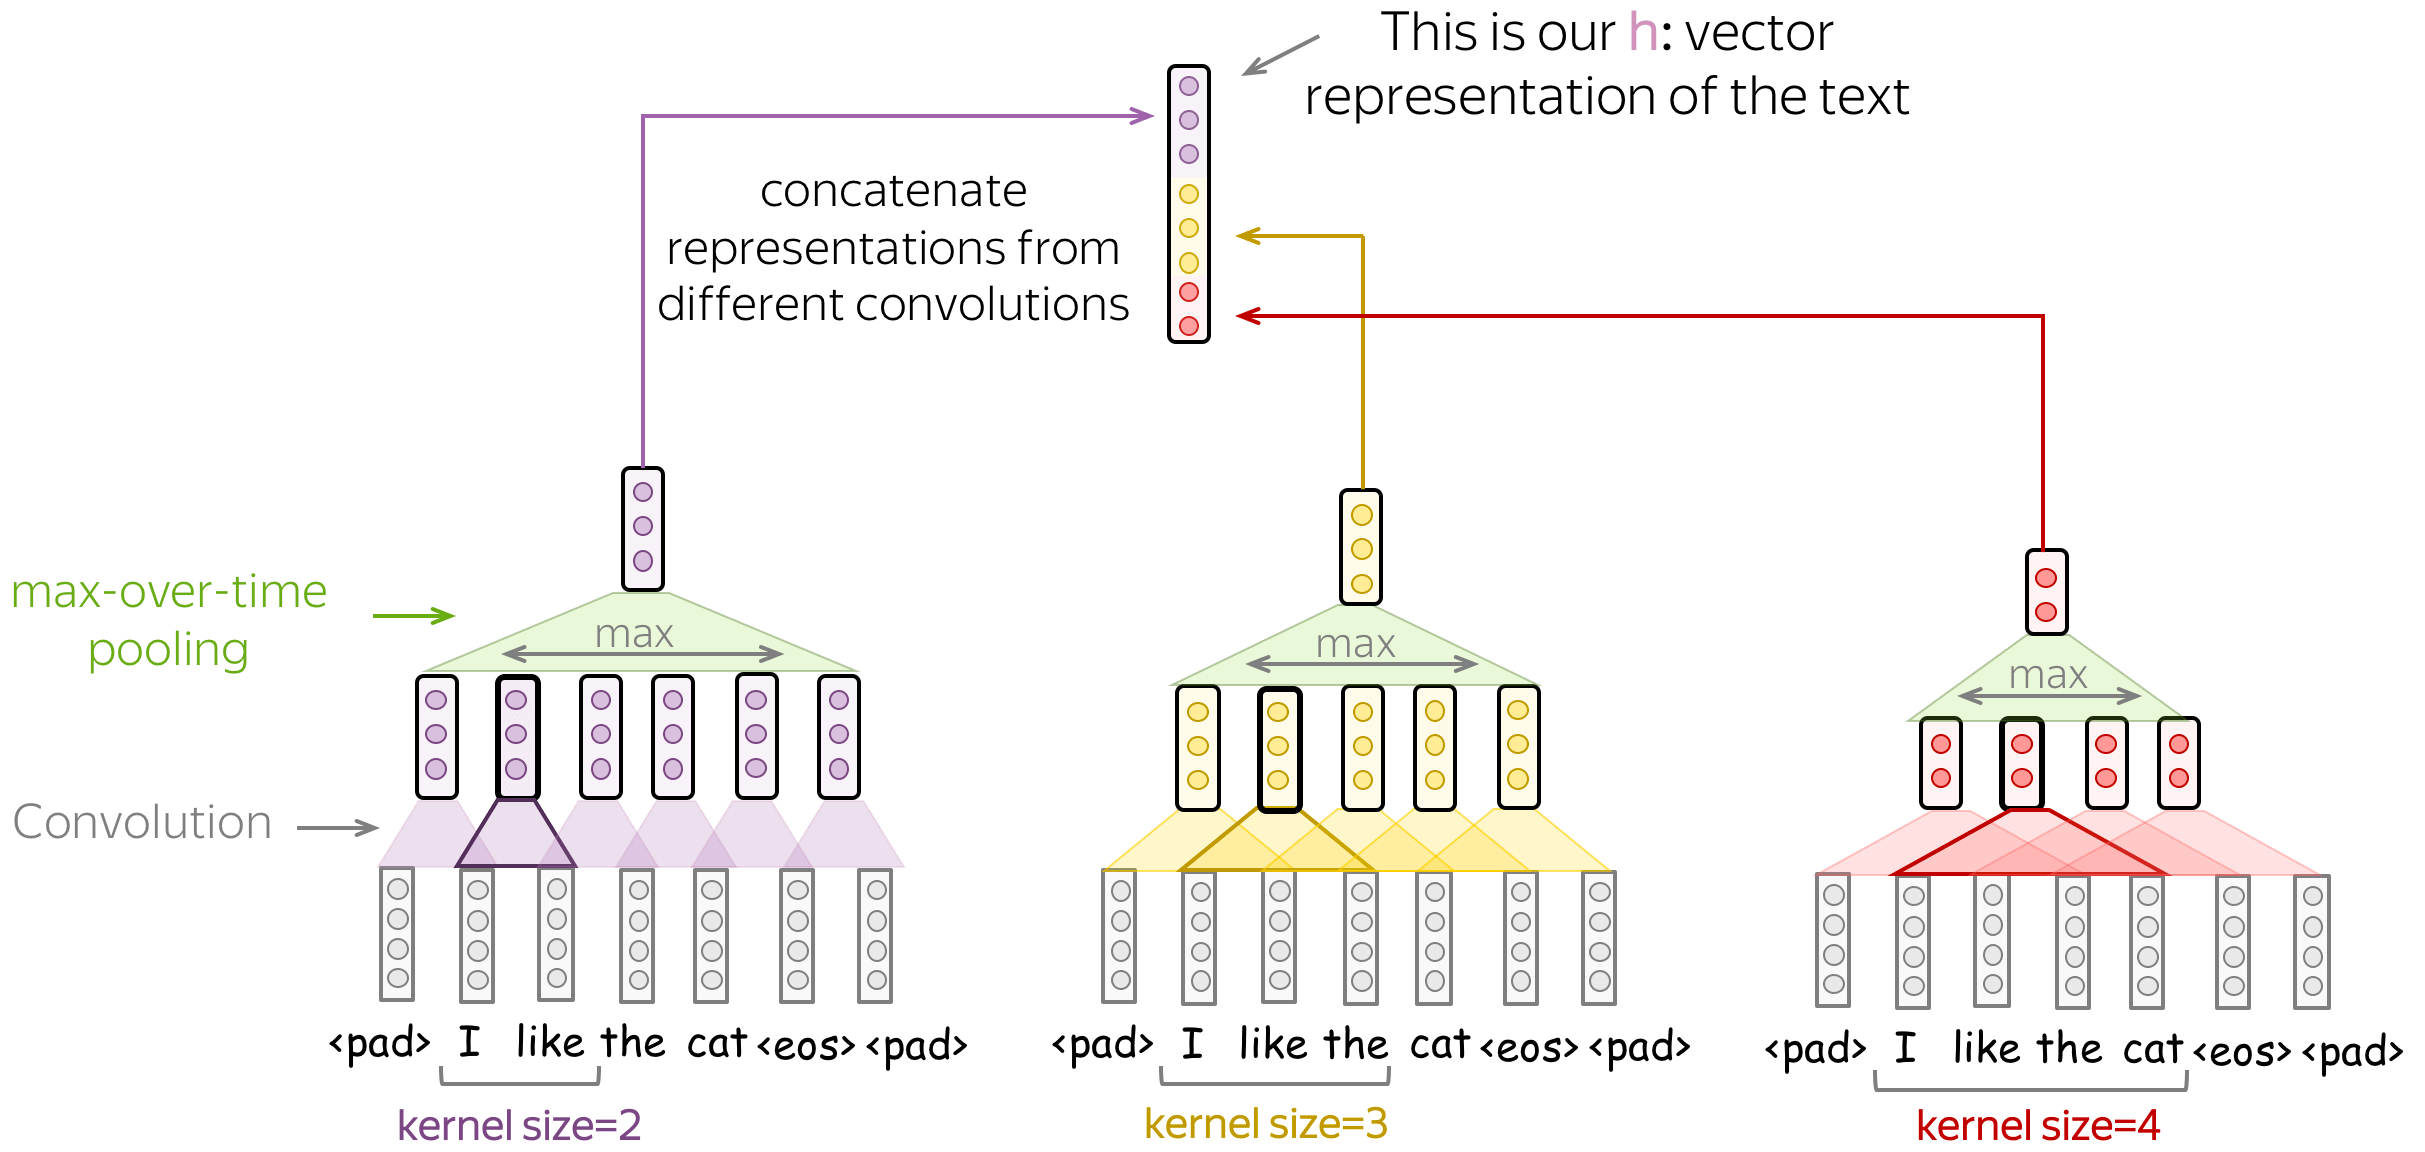 This is our h: vector
representation of the text
concatenate
representations from
different convolutions
max-over-time
pooling
max
max
max
Convolution
<pad> I like the cat <eos> <pad>
<pad> I like the cat <eos> <pad>
<pad> I like the cat <eos> <pad>
kernel size=2
kernel size=3
kernel size=4